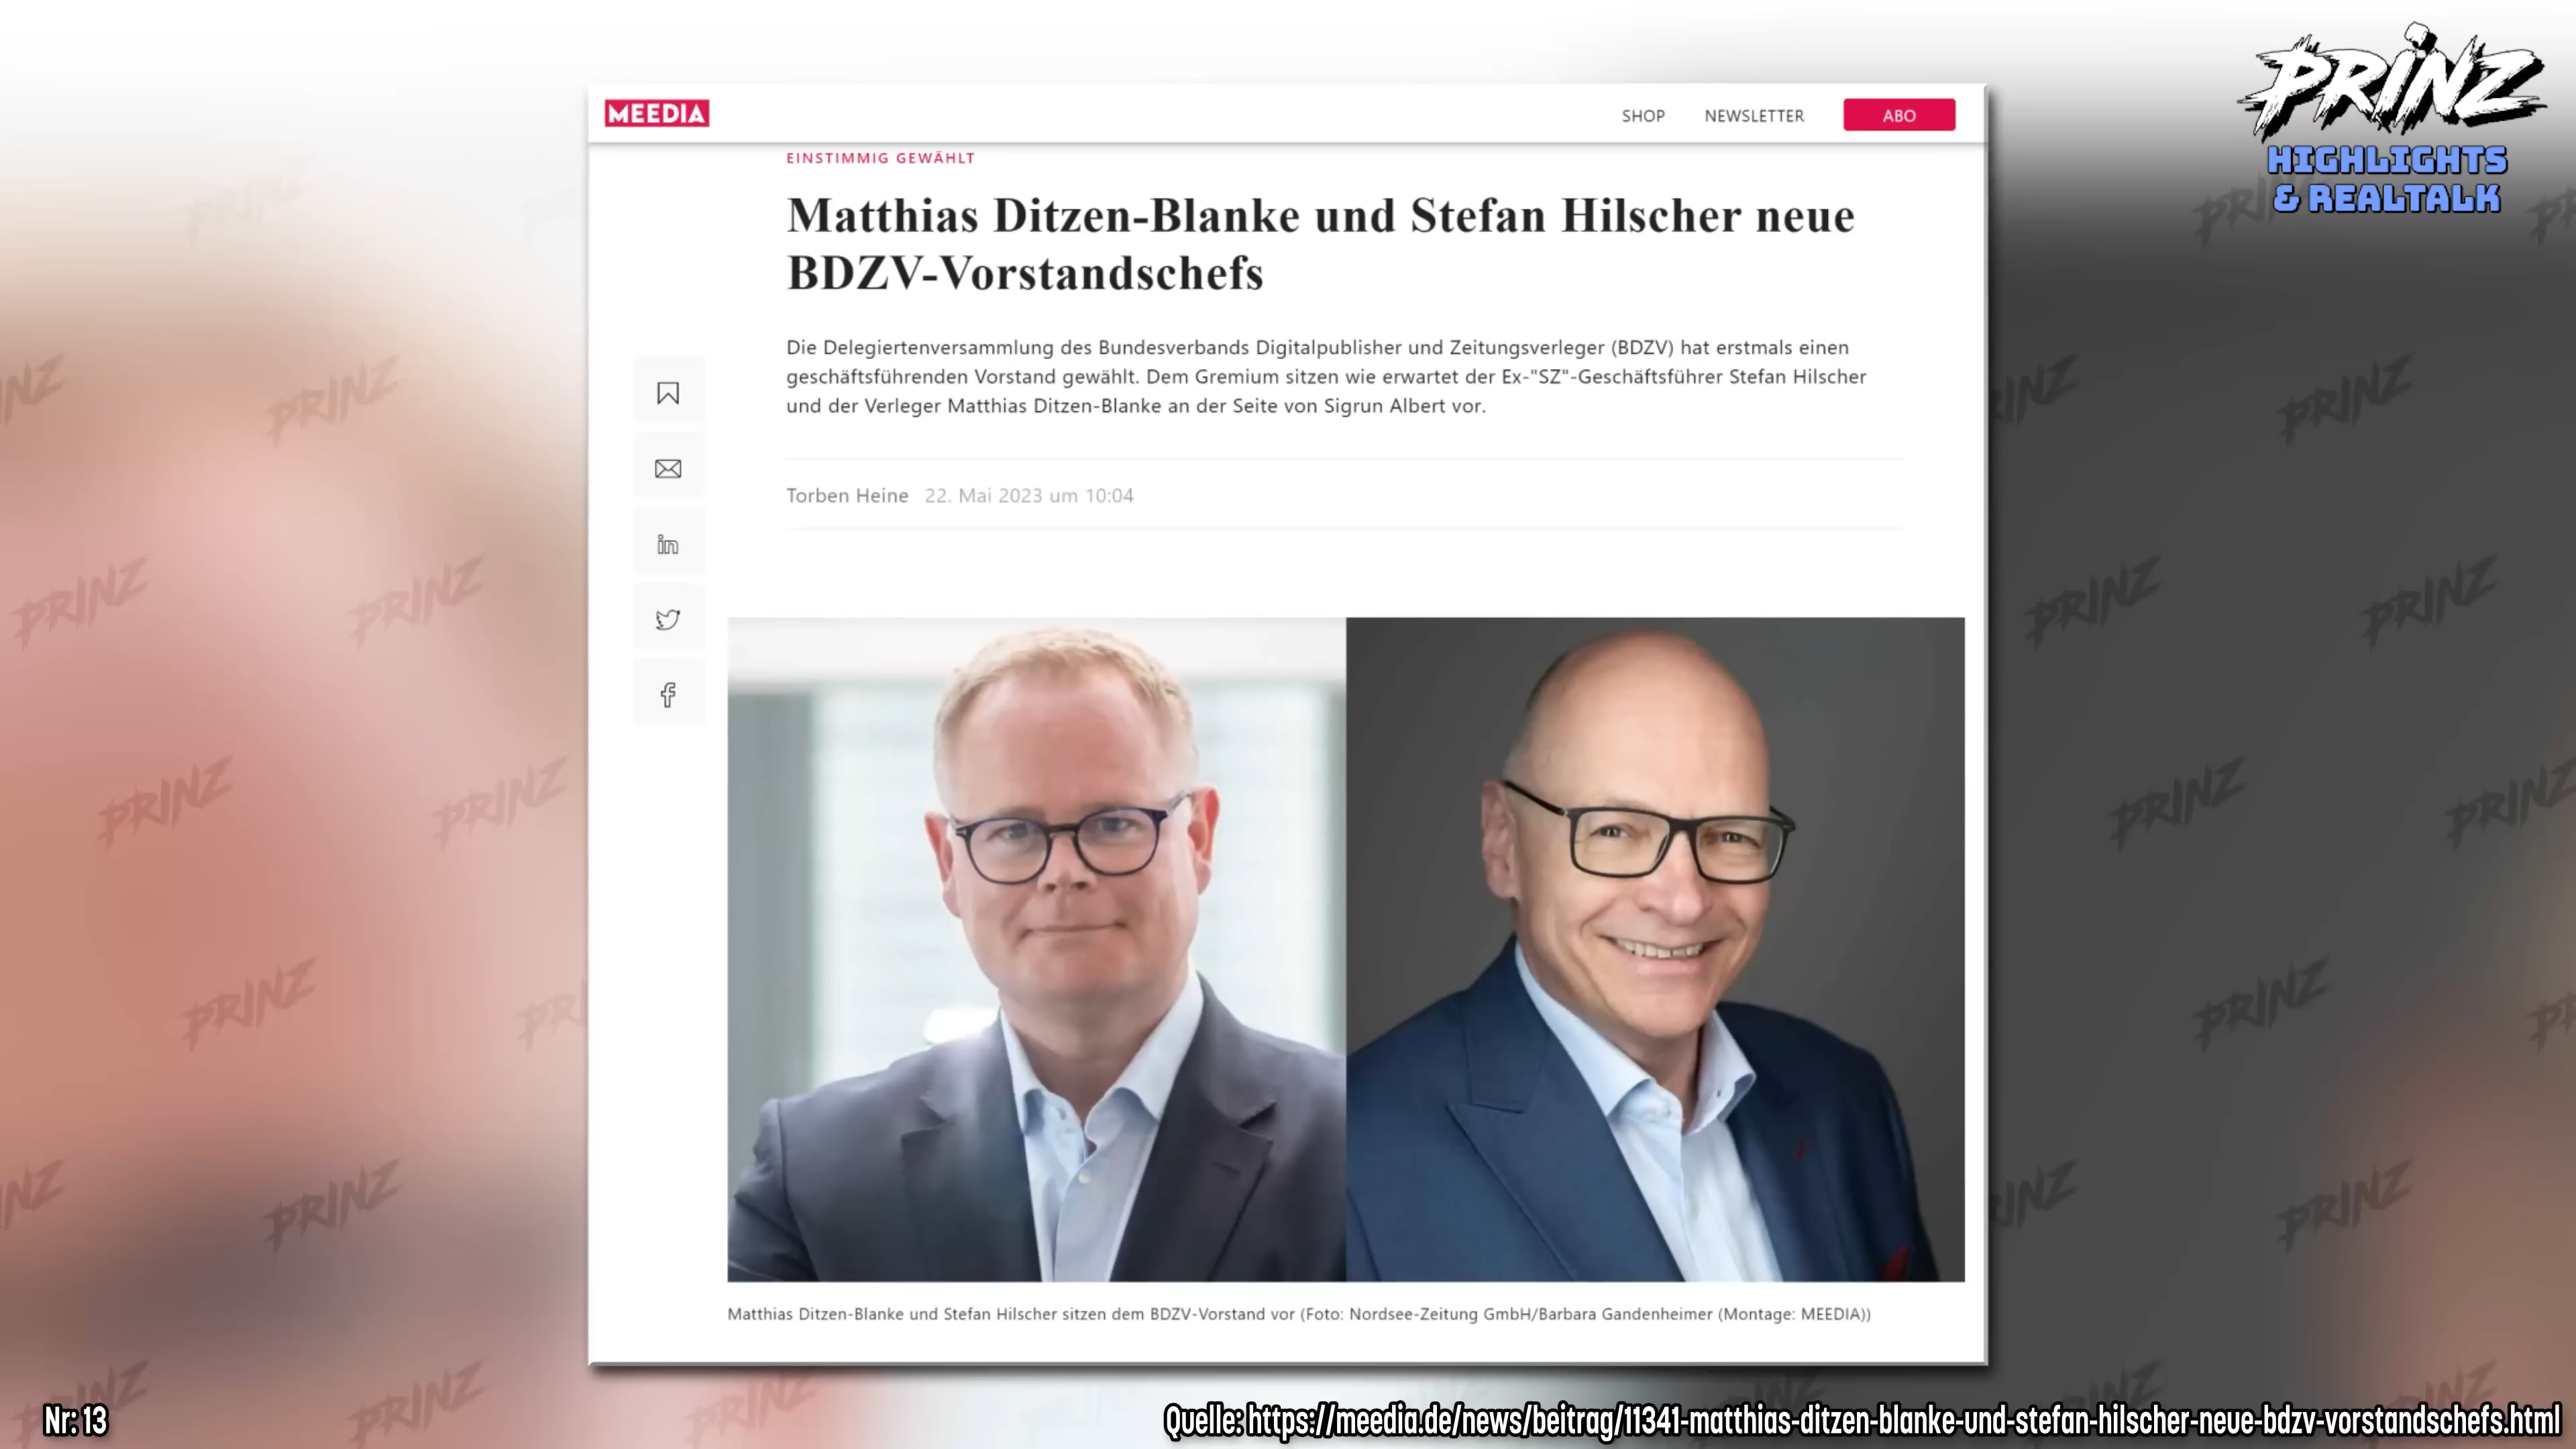 PRINZ
HIGHLIGHTS
& REALTALK
MEEDIA
SHOP NEWSLETTER ABO
EINSTIMMIG GEWÄHLT
Matthias Ditzen-Blanke und Stefan Hilscher neue
BDZV-Vorstandschefs
Die Delegiertenversammlung des Bundesverbands Digitalpublisher und Zeitungsverleger (BDZV) hat erstmals einen
geschäftsführenden Vorstand gewählt. Dem Gremium sitzen wie erwartet der Ex-"SZ"-Geschäftsführer Stefan Hilscher
und der Verleger Matthias Ditzen-Blanke an der Seite von Sigrun Albert vor.
Torben Heine 22. Mai 2023 um 10:04
Matthias Ditzen-Blanke und Stefan Hilscher sitzen dem BDZV-Vorstand vor (Foto: Nordsee-Zeitung GmbH/Barbara Gandenheimer (Montage: MEEDIA))
Nr: 13
Quelle: https://meedia.de/news/beitrag/11341-matthias-ditzen-blanke-und-stefan-hilscher-neue-bdzv-vorstandschefs.html